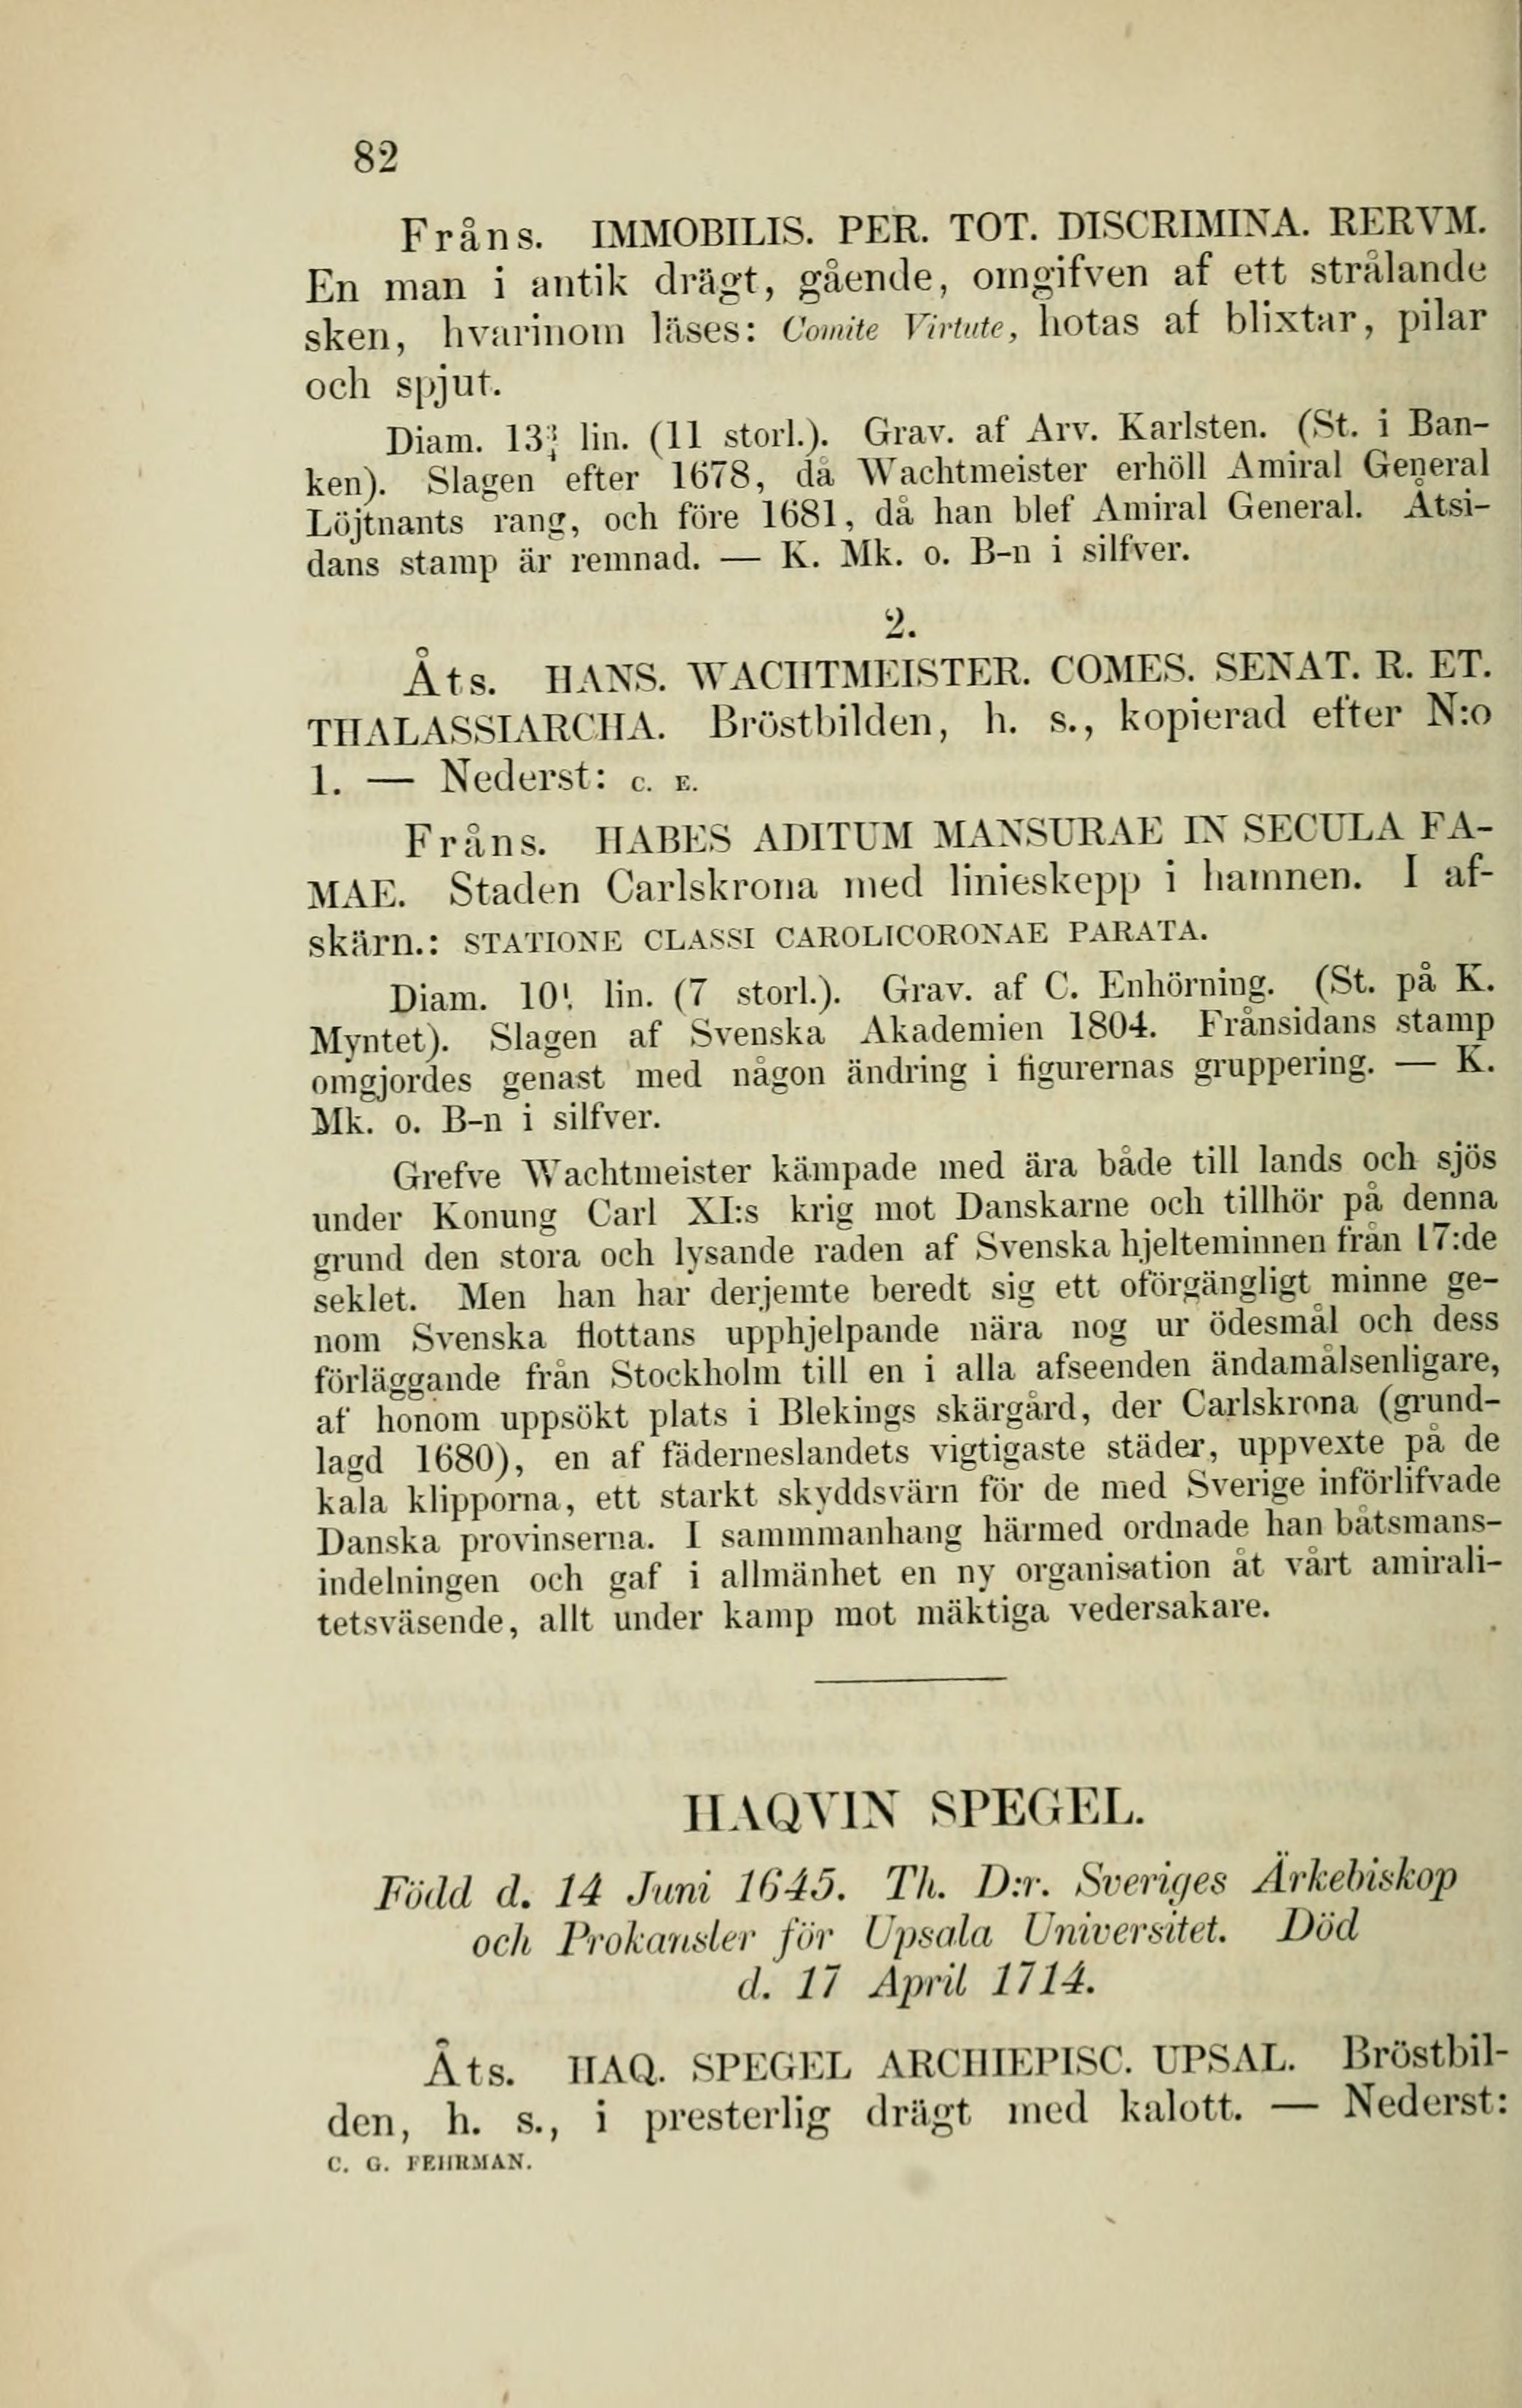 82
Fråns. IMMOBILIS. PER. TOT. DISCRIMINA. RERVM.
En man i antik drägt, gående, omgifven af ett strålande
sken, hvarinom läses: Comite Virtute, hotas af blixtar, pilar
och spjut.
Diam. 13¾ lin. (11 storl.). Grav. af Arv. Karlsten. (St. i Ban-
ken). Slagen efter 1678, då Wachtmeister erhöll Amiral General
Löjtnants rang, och före 1681, då han blef Amiral General. Åtsi-
dans stamp är remnad. — K. Mk. o. B-n i silfver.
2.
Åts. HANS. WACHTMEISTER. COMES. SENAT. R. ET.
THALASSIARCHA. Bröstbilden, h. s., kopierad efter N:o
1. — Nederst: C. E.
Fråns. HABES ADITUM MANSURAE IN SECULA FA-
MAE. Staden Carlskrona med linieskepp i hamnen. I af-
skärn.: STATIONE CLASSI CAROLICORONAE PARATA.
Diam. lin. (7 storl.). Grav. af C. Enhörning. (St. på K.
Myntet). Slagen af Svenska Akademien 1804. Frånsidans stamp
omgjordes genast med någon ändring i figurernas gruppering. — K.
Mk. o. B-n i silfver.
Grefve Wachtmeister kämpade med ära både till lands och sjös
under Konung Carl XI:s krig mot Danskarne och tillhör på denna
grund den stora och lysande raden af Svenska hjelteminnen från 17:de
seklet. Men han har derjemte beredt sig ett oförgängligt minne ge-
nom Svenska flottans upphjelpande nära nog ur ödesmål och dess
förläggande från Stockholm till en i alla afseenden ändamålsenligare,
af honom uppsökt plats i Blekings skärgård, der Carlskrona (grund-
lagd 1680), en af fäderneslandets vigtigaste städer, uppvexte på de
kala klipporna, ett starkt skyddsvärn för de med Sverige införlifvade
Danska provinserna. I sammmanhang härmed ordnade han båtsmans-
indelningen och gaf i allmänhet en ny organisation åt vårt amirali-
tetsväsende, allt under kamp mot mäktiga vedersakare.
HAQVIN SPEGEL.
Född d. 14 Juni 1645. Th. D:r. Sveriges Ärkebiskop
och Prokansler för Upsala Universitet. Död
d. 17 April 1714.
Åts. HAQ. SPEGEL ARCHIEPISC. UPSAL. Bröstbil-
den, h. s., i presterlig drägt med kalott. — Nederst:
C. G. FEHRMAN.